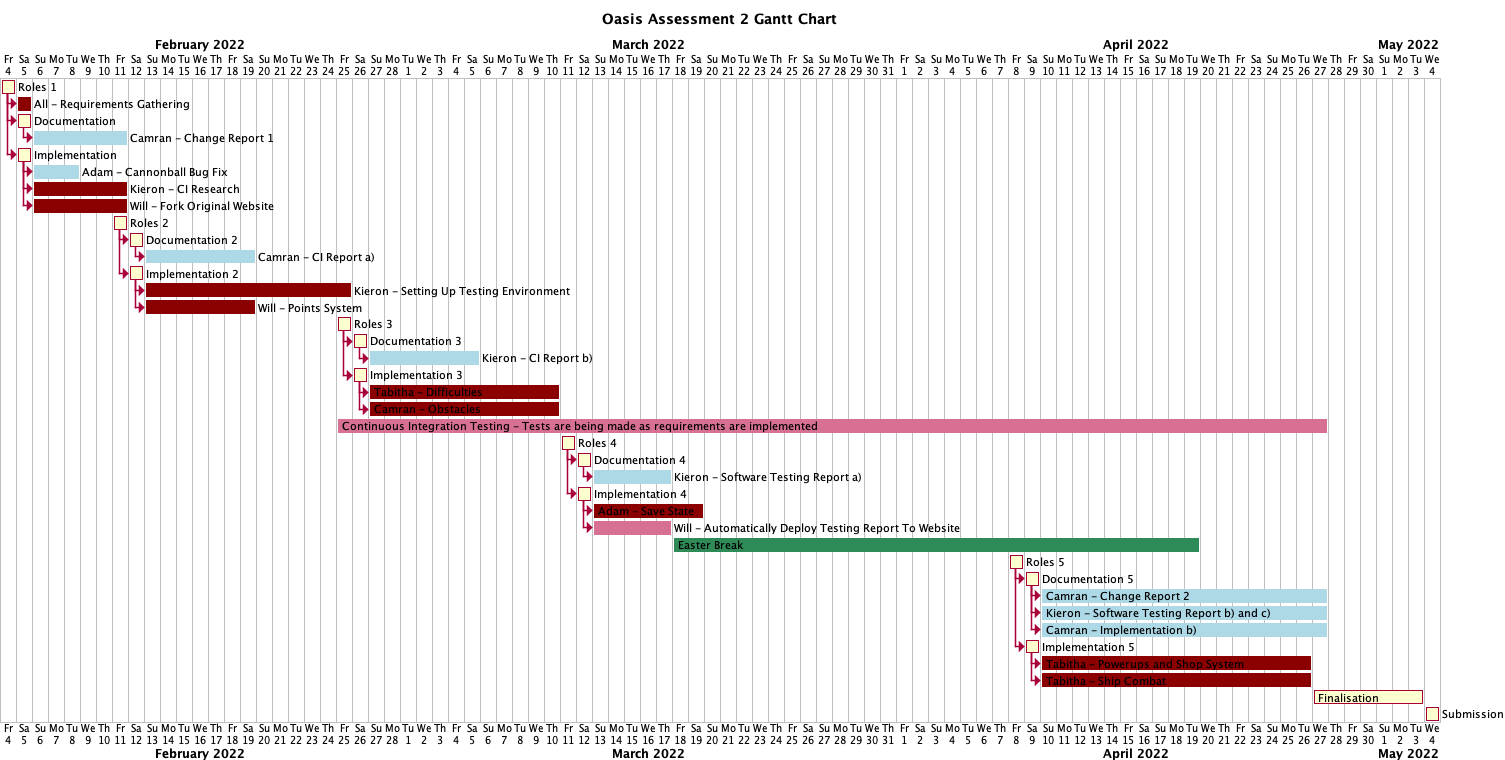 Oasis Assessment 2 Gantt Chart
February 2022 March 2022 April 2022 May 2022
Fr Sa Su Mo Tu We Th Fr Sa Su Mo Tu We Th Fr Sa Su Mo Tu We Th Fr Sa Su Mo Tu We Th Fr Sa Su Mo Tu We Th Fr Sa Su Mo Tu We Th Fr Sa Su Mo Tu We Th Fr Sa Su Mo Tu We Th Fr Sa Su Mo Tu We Th Fr Sa Su Mo Tu We Th Fr Sa Su Mo Tu We Th Fr Sa Su Mo Tu We Th Fr Sa Su Mo Tu We
4 5 6 7 8 9 10 11 12 13 14 15 16 17 18 19 20 21 22 23 24 25 26 27 28 1 2 3 4 5 6 7 8 9 10 11 12 13 14 15 16 17 18 19 20 21 22 23 24 25 26 27 28 29 30 31 1 2 3 4 5 6 7 8 9 10 11 12 13 14 15 16 17 18 19 20 21 22 23 24 25 26 27 28 29 30 1 2 3 4
Roles 1
All – Requirements Gathering
Documentation
Camran – Change Report 1
Implementation
Adam – Cannonball Bug Fix
Kieron – CI Research
Will – Fork Original Website
Roles 2
Documentation 2
Camran – CI Report a)
Implementation 2
Kieron – Setting Up Testing Environment
Will – Points System
Roles 3
Documentation 3
Kieron – CI Report b)
Implementation 3
Tabitha – Difficulties
Camran – Obstacles
Continuous Integration Testing – Tests are being made as requirements are implemented
Roles 4
Documentation 4
Kieron – Software Testing Report a)
Implementation 4
Adam – Save State
Will – Automatically Deploy Testing Report To Website
Easter Break
Roles 5
Documentation 5
Camran – Change Report 2
Kieron – Software Testing Report b) and c)
Camran – Implementation b)
Implementation 5
Tabitha – Powerups and Shop System
Tabitha – Ship Combat
Finalisation
Submission
Fr Sa Su Mo Tu We Th Fr Sa Su Mo Tu We Th Fr Sa Su Mo Tu We Th Fr Sa Su Mo Tu We Th Fr Sa Su Mo Tu We Th Fr Sa Su Mo Tu We Th Fr Sa Su Mo Tu We Th Fr Sa Su Mo Tu We Th Fr Sa Su Mo Tu We Th Fr Sa Su Mo Tu We Th Fr Sa Su Mo Tu We Th Fr Sa Su Mo Tu We Th Fr Sa Su Mo Tu We
4 5 6 7 8 9 10 11 12 13 14 15 16 17 18 19 20 21 22 23 24 25 26 27 28 1 2 3 4 5 6 7 8 9 10 11 12 13 14 15 16 17 18 19 20 21 22 23 24 25 26 27 28 29 30 31 1 2 3 4 5 6 7 8 9 10 11 12 13 14 15 16 17 18 19 20 21 22 23 24 25 26 27 28 29 30 1 2 3 4
February 2022 March 2022 April 2022 May 2022